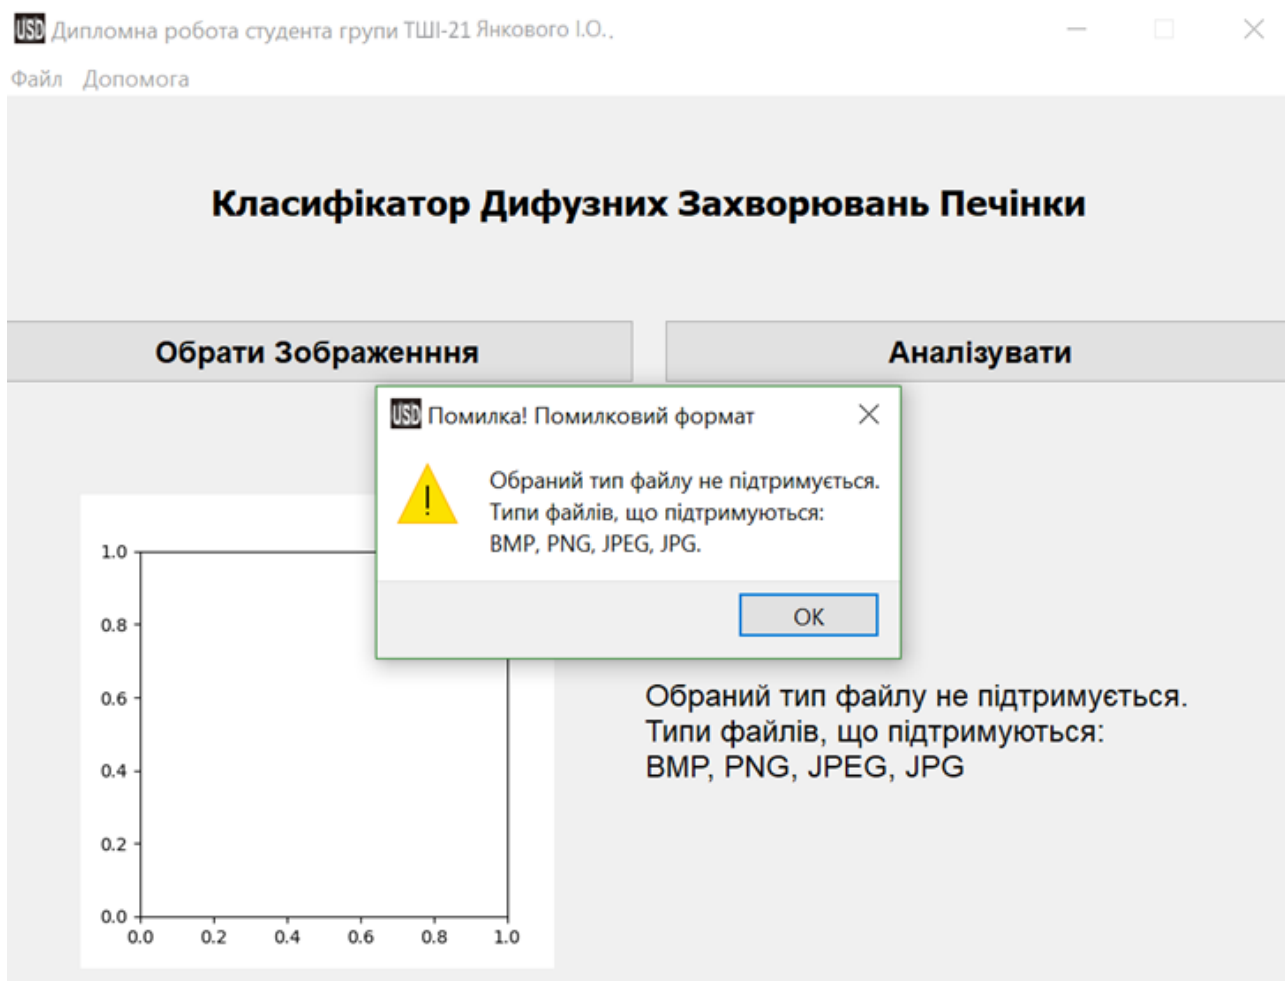 USD Дипломна робота студента групи ТШІ-21 Янкового І.О..
Файл Допомога
Класифікатор Дифузних Захворювань Печінки
Обрати Зображенння
Аналізувати
USD Помилка! Помилковий формат
Обраний тип файлу не підтримується.
Типи файлів, що підтримуються:
BMP, PNG, JPEG, JPG.
OK
1.0
0.8
0.6
0.4
0.2
0.0
0.0 0.2 0.4 0.6 0.8 1.0
Обраний тип файлу не підтримується.
Типи файлів, що підтримуються:
BMP, PNG, JPEG, JPG